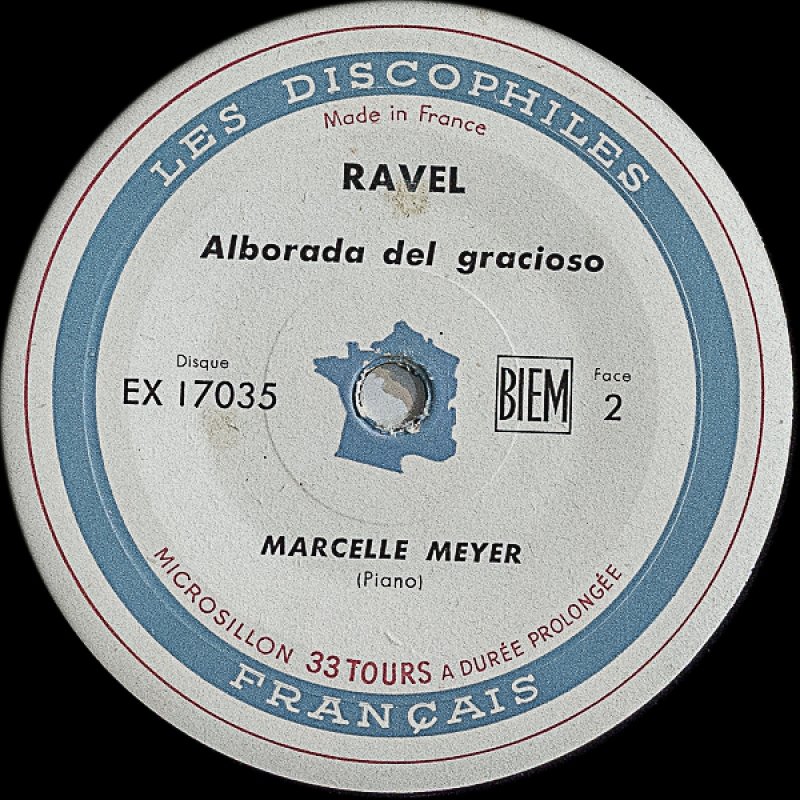 LES DISCOPHILES
Made in France
RAVEL
Alborada del gracioso
Disque
EX 17035
BIEM
Face
2
MARCELLE MEYER
(Piano)
MICROSILLON 33 TOURS A DURÉE PROLONGÉE
FRANÇAIS